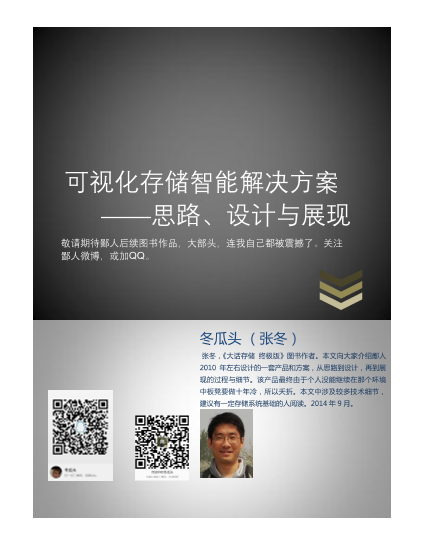 可视化存储智能解决方案
——思路、设计与展现
敬请期待鄙人后续图书作品，大部头，连我自己都被震撼了。关注
鄙人微博，或加QQ。
冬瓜头（张冬）
张冬，《大话存储 终极版》图书作者。本文向大家介绍鄙人
2010 年左右设计的一套产品和方案，从思路到设计，再到展
现的过程与细节。该产品最终由于个人没能继续在那个环境
中板凳要做十年冷，所以夭折。本文中涉及较多技术细节，
建议有一定存储系统基础的人阅读。2014 年 9 月。
冬瓜头